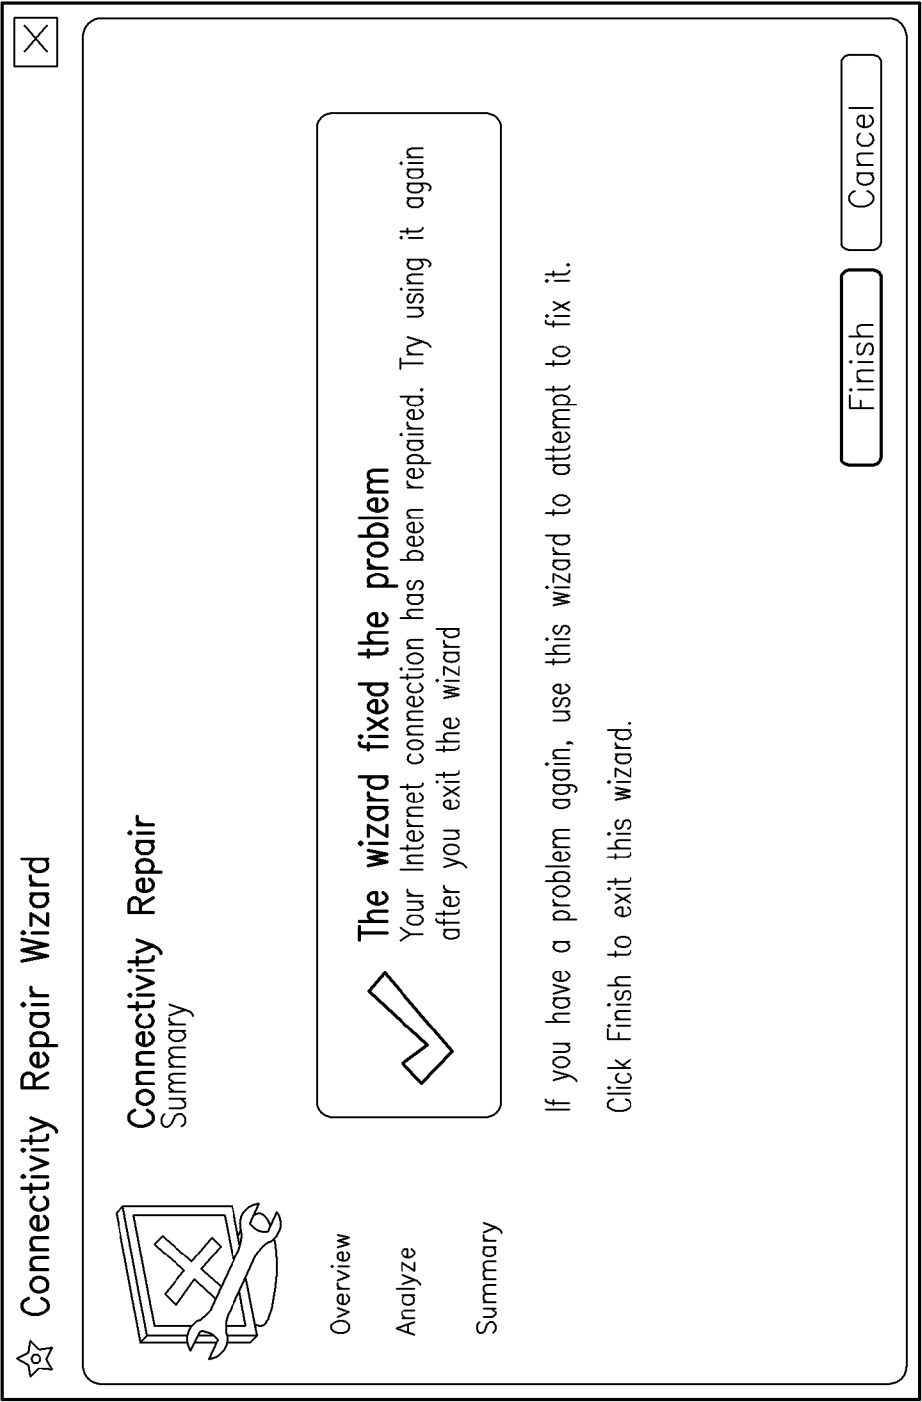 Connectivity Repair Wizard
Connectivity Repair
Summary
Overview
Analyze
Summary
The wizard fixed the problem
Your Internet connection has been repaired. Try using it again
after you exit the wizard
If you have a problem again, use this wizard to attempt to fix it.
Click Finish to exit this wizard.
Finish
Cancel